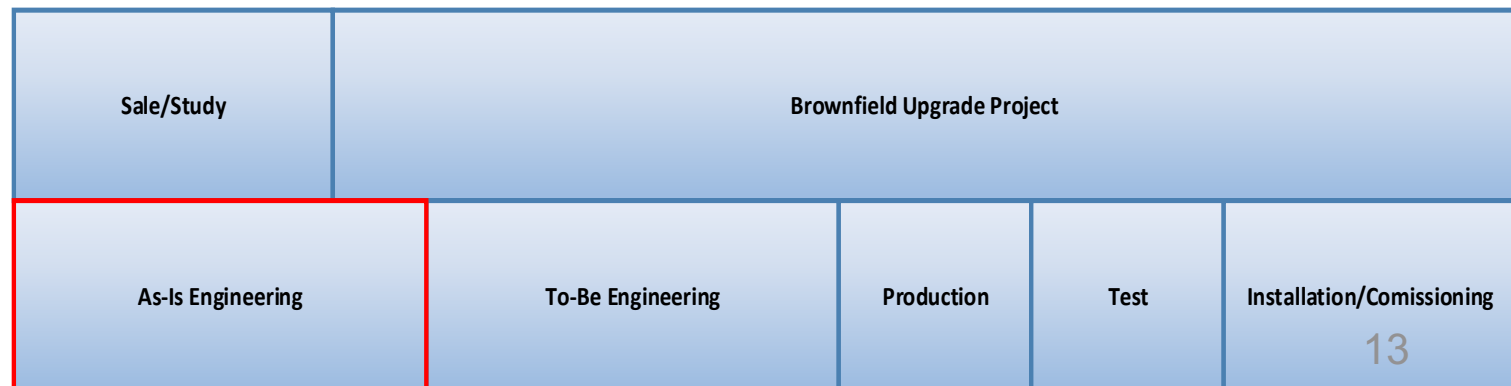 Sale/Study
Brownfield Upgrade Project
As-Is Engineering
To-Be Engineering
Production
Test
Installation/Comissioning
13